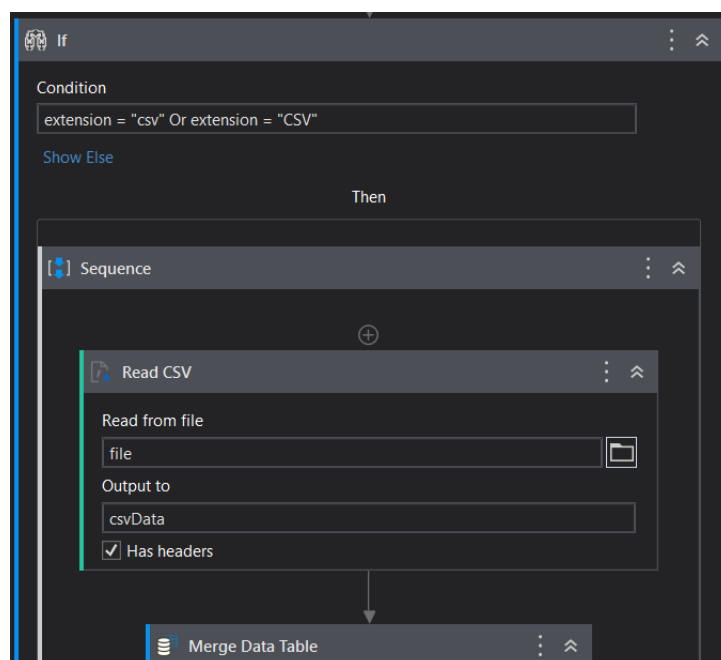 If
Condition
extension = "csv" Or extension = "CSV"
Show Else
Then
Sequence
Read CSV
Read from file
file
Output to
csvData
Has headers
Merge Data Table